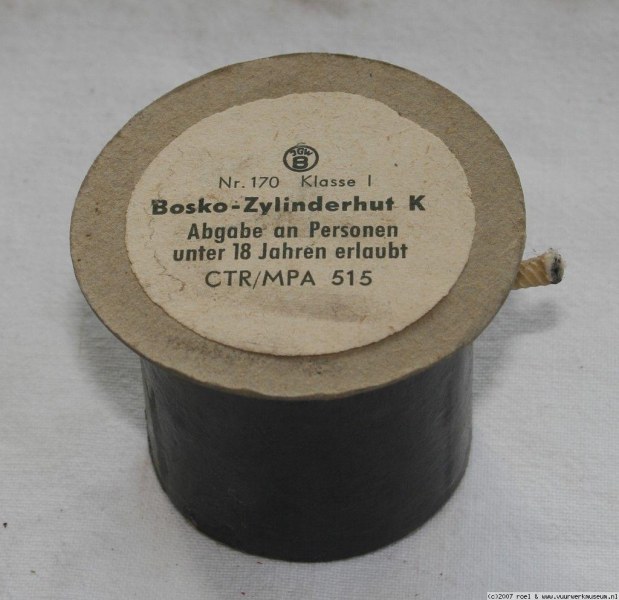 JGW
B
Nr. 170 Klasse I
Bosko-Zylinderhut K
Abgabe an Personen
unter 18 Jahren erlaubt
CTR/MPA 515
(c)2007 roel & www.vuurwerkmuseum.nl